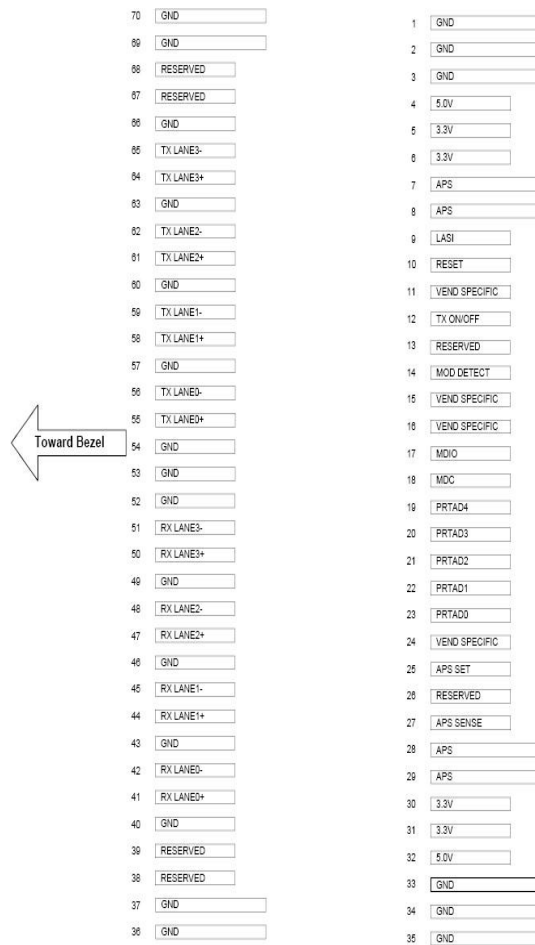 70 GND
69 GND
68 RESERVED
67 RESERVED
66 GND
65 TX LANE3-
64 TX LANE3+
63 GND
62 TX LANE2-
61 TX LANE2+
60 GND
59 TX LANE1-
58 TX LANE1+
57 GND
56 TX LANE0-
55 TX LANE0+
Toward Bezel
54 GND
53 GND
52 GND
51 RX LANE3-
50 RX LANE3+
49 GND
48 RX LANE2-
47 RX LANE2+
46 GND
45 RX LANE1-
44 RX LANE1+
43 GND
42 RX LANE0-
41 RX LANE0+
40 GND
39 RESERVED
38 RESERVED
37 GND
36 GND
1 GND
2 GND
3 GND
4 5.0V
5 3.3V
6 3.3V
7 APS
8 APS
9 LASI
10 RESET
11 VEND SPECIFIC
12 TX ON/OFF
13 RESERVED
14 MOD DETECT
15 VEND SPECIFIC
16 VEND SPECIFIC
17 MDIO
18 MDC
19 PRTAD4
20 PRTAD3
21 PRTAD2
22 PRTAD1
23 PRTAD0
24 VEND SPECIFIC
25 APS SET
26 RESERVED
27 APS SENSE
28 APS
29 APS
30 3.3V
31 3.3V
32 5.0V
33 GND
34 GND
35 GND